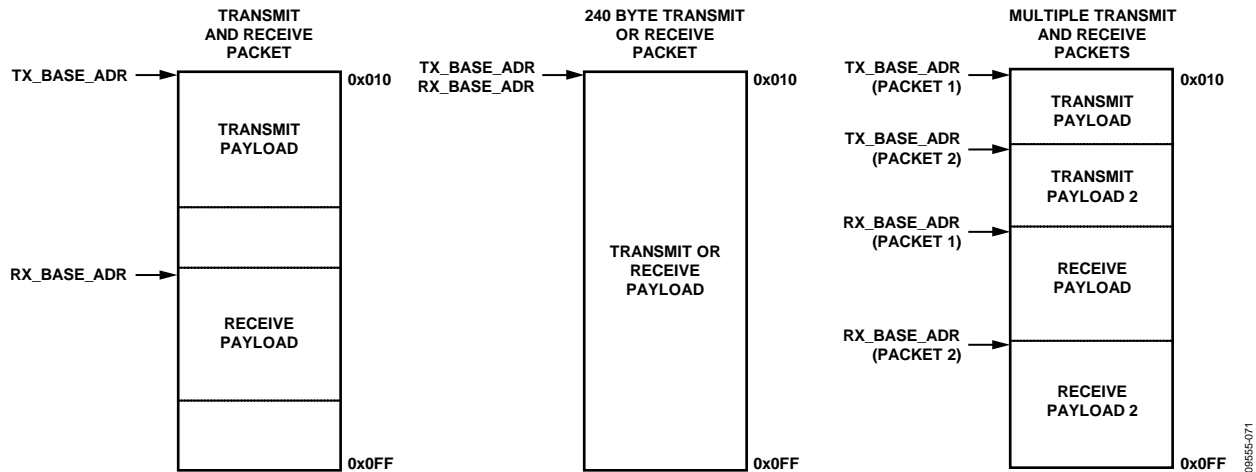 TRANSMIT
AND RECEIVE
PACKET
TX_BASE_ADR
0x010
TRANSMIT
PAYLOAD
RX_BASE_ADR
RECEIVE
PAYLOAD
0x0FF
240 BYTE TRANSMIT
OR RECEIVE
PACKET
TX_BASE_ADR
RX_BASE_ADR
0x010
TRANSMIT OR
RECEIVE
PAYLOAD
0x0FF
MULTIPLE TRANSMIT
AND RECEIVE
PACKETS
TX_BASE_ADR
(PACKET 1)
0x010
TRANSMIT
PAYLOAD
TX_BASE_ADR
(PACKET 2)
TRANSMIT
PAYLOAD 2
RX_BASE_ADR
(PACKET 1)
RECEIVE
PAYLOAD
RX_BASE_ADR
(PACKET 2)
RECEIVE
PAYLOAD 2
0x0FF
09555-071